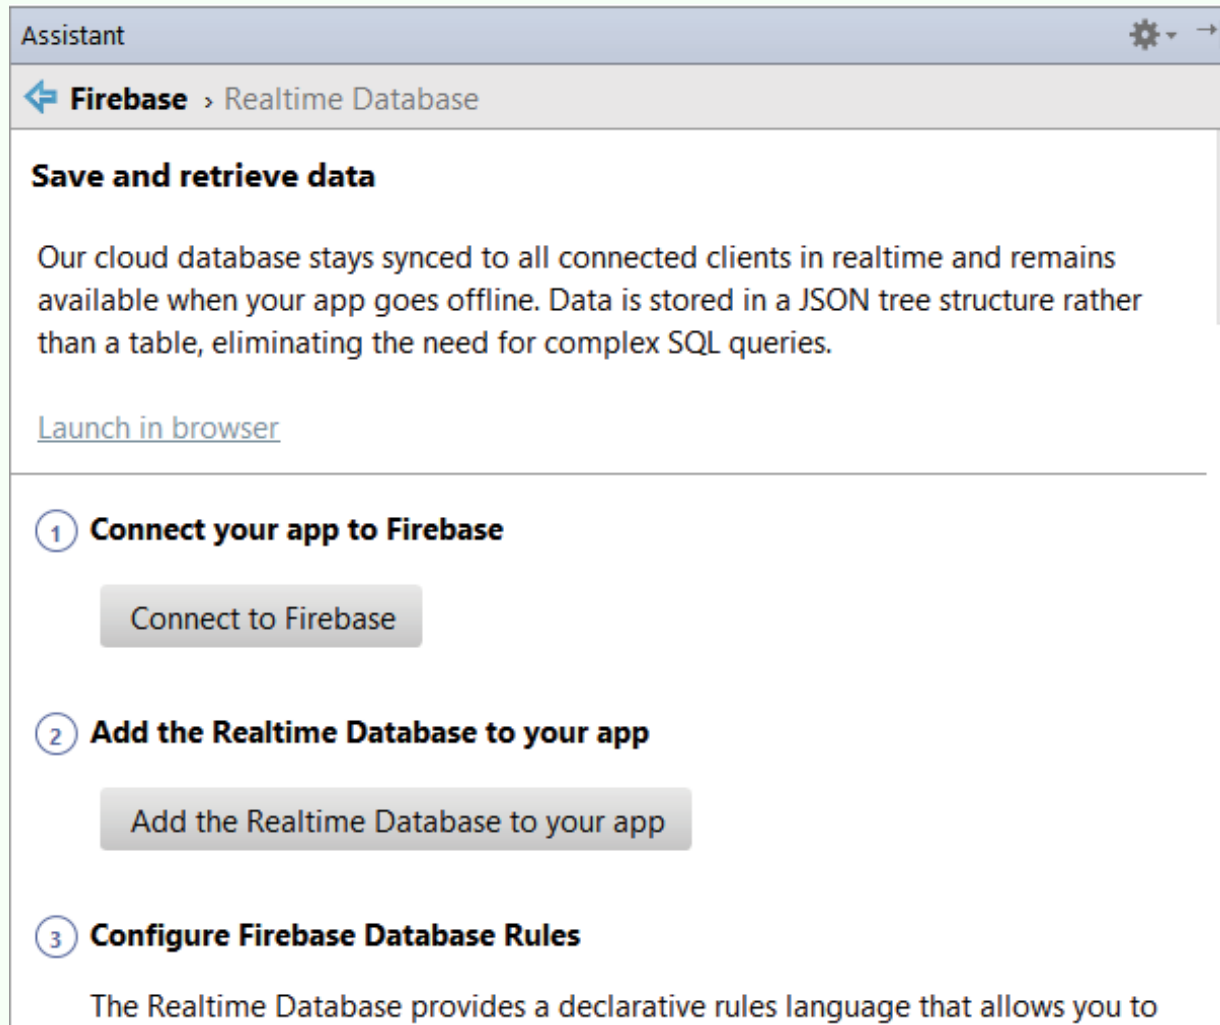 Assistant
Firebase › Realtime Database
Save and retrieve data
Our cloud database stays synced to all connected clients in realtime and remains
available when your app goes offline. Data is stored in a JSON tree structure rather
than a table, eliminating the need for complex SQL queries.
Launch in browser
1 Connect your app to Firebase
Connect to Firebase
2 Add the Realtime Database to your app
Add the Realtime Database to your app
3 Configure Firebase Database Rules
The Realtime Database provides a declarative rules language that allows you to